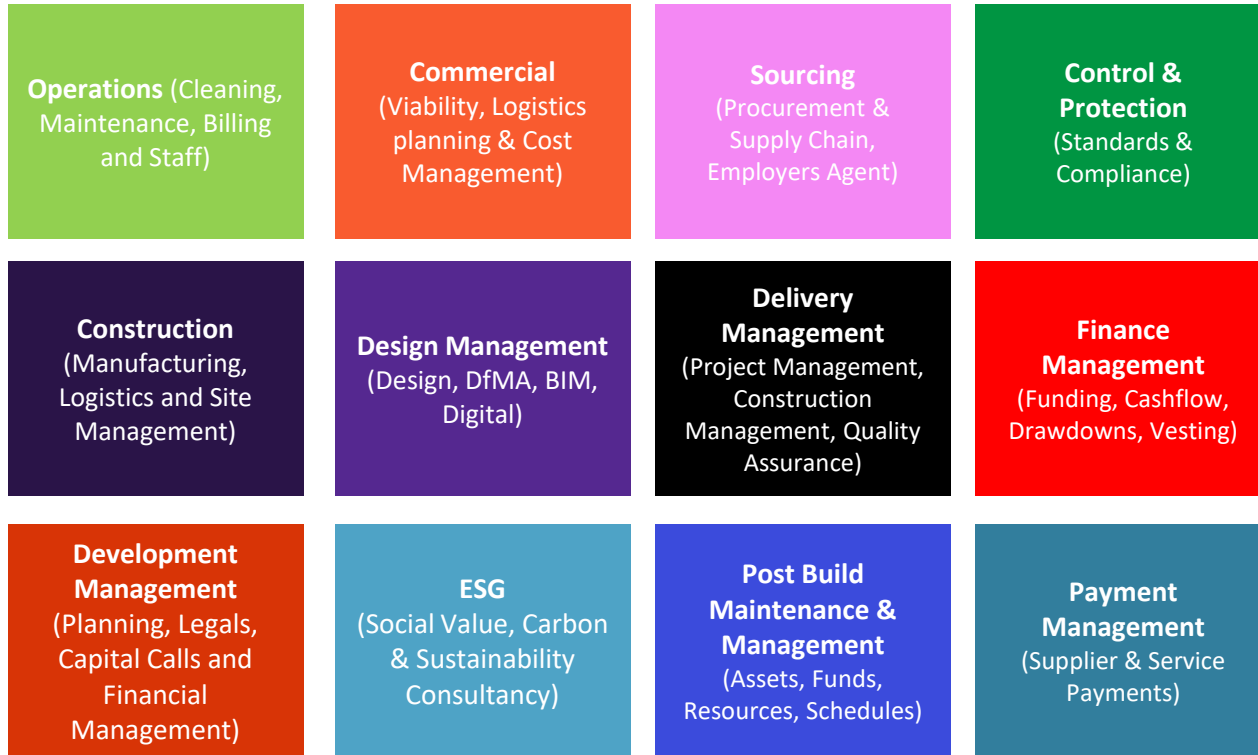 Operations (Cleaning,
Maintenance, Billing
and Staff)
Commercial
(Viability, Logistics
planning & Cost
Management)
Sourcing
(Procurement &
Supply Chain,
Employers Agent)
Control &
Protection
(Standards &
Compliance)
Construction
(Manufacturing,
Logistics and Site
Management)
Design Management
(Design, DfMA, BIM,
Digital)
Delivery
Management
(Project Management,
Construction
Management, Quality
Assurance)
Finance
Management
(Funding, Cashflow,
Drawdowns, Vesting)
Development
Management
(Planning, Legals,
Capital Calls and
Financial
Management)
ESG
(Social Value, Carbon
& Sustainability
Consultancy)
Post Build
Maintenance &
Management
(Assets, Funds,
Resources, Schedules)
Payment
Management
(Supplier & Service
Payments)